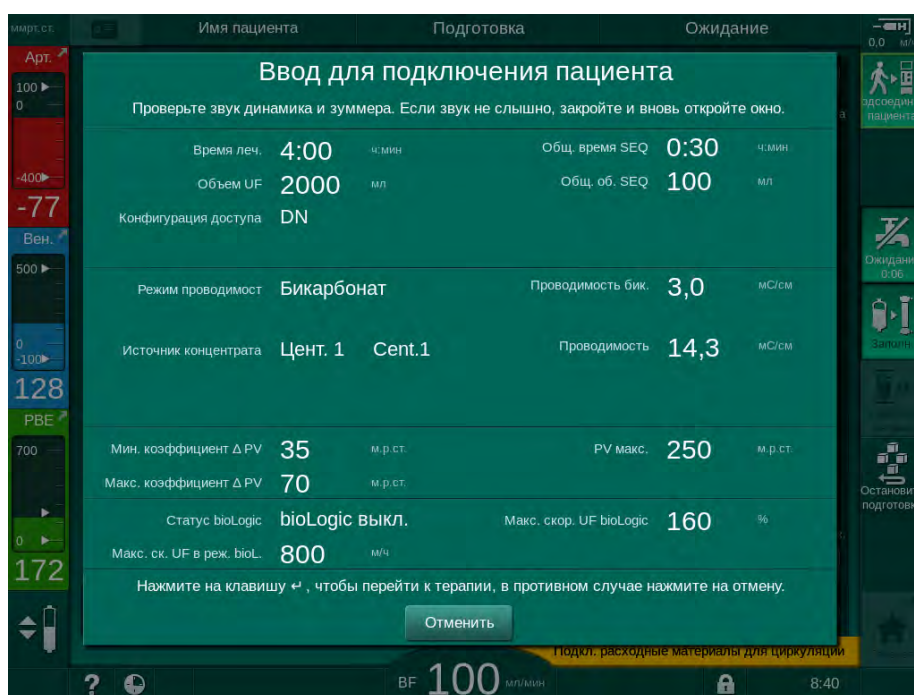 ммрт.ст.
Имя пациента
Подготовка
Ожидание
0,0 м/
Арт.
100
0
-400
-77
Вен.
500
0
-100
128
PBE
700
0
172
Ввод для подключения пациента
Проверьте звук динамика и зуммера. Если звук не слышно, закройте и вновь откройте окно.
Время леч. 4:00 ч:мин Общ. время SEQ 0:30 ч:мин
Объем UF 2000 мл Общ. об. SEQ 100 мл
Конфигурация доступа DN
Режим проводимост Бикарбонат Проводимость бик. 3,0 мС/см
Источник концентрата Цент. 1 Cent.1 Проводимость 14,3 мС/см
Мин. коэффициент Δ PV 35 м.р.ст. PV макс. 250 м.р.ст.
Макс. коэффициент Δ PV 70 м.р.ст.
Статус bioLogic bioLogic выкл. Макс. скор. UF bioLogic 160 %
Макс. ск. UF в реж. bioL. 800 м/ч
Нажмите на клавишу ↵ , чтобы перейти к терапии, в противном случае нажмите на отмену.
Отменить
одсоедин
пациента
Ожидани
0:06
Заполн
Останови
подготовк
Подкл. расходные материалы для циркуляции
? BF 100 мл/мин 8:40